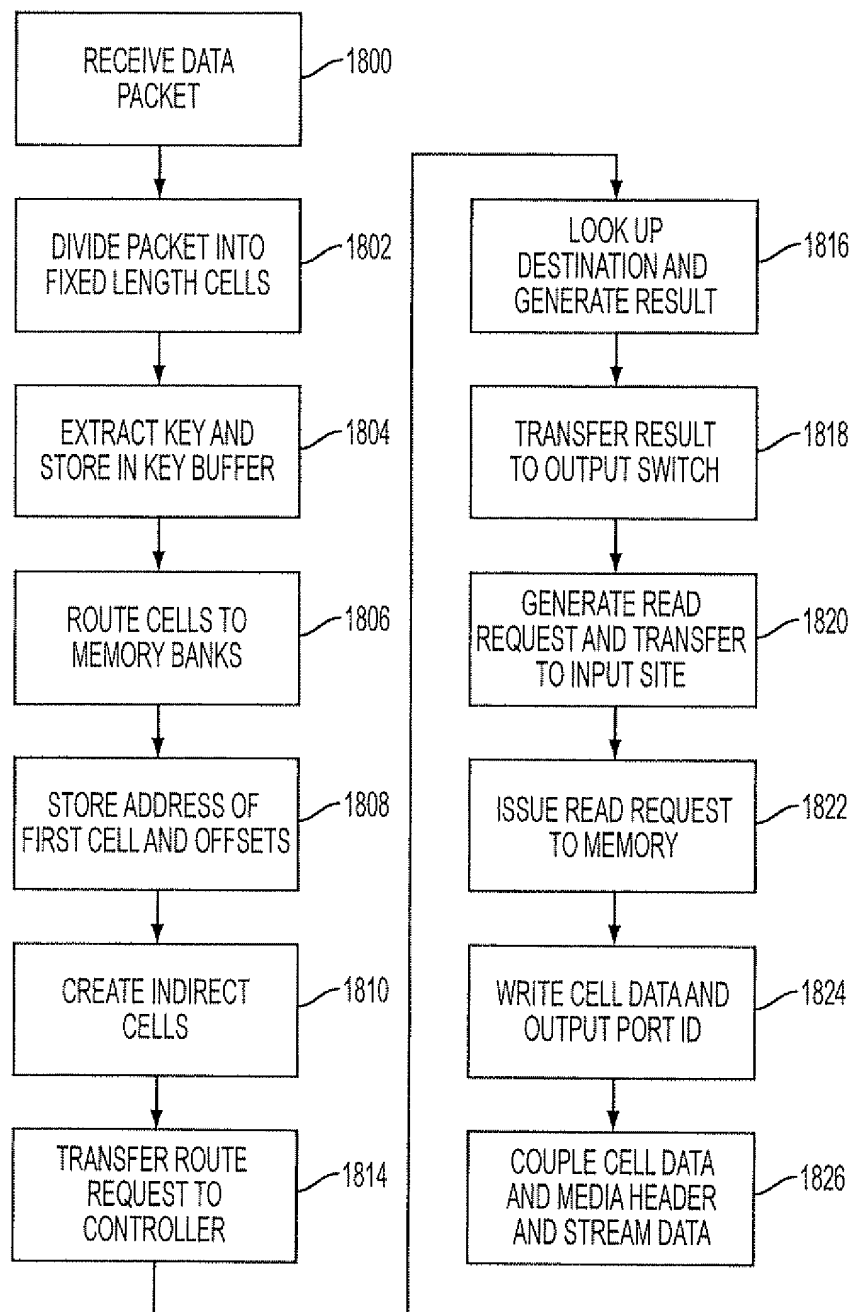 RECEIVE DATA
PACKET
1800
DIVIDE PACKET INTO
FIXED LENGTH CELLS
1802
EXTRACT KEY AND
STORE IN KEY BUFFER
1804
ROUTE CELLS TO
MEMORY BANKS
1806
STORE ADDRESS OF
FIRST CELL AND OFFSETS
1808
CREATE INDIRECT
CELLS
1810
TRANSFER ROUTE
REQUEST TO
CONTROLLER
1814
LOOK UP
DESTINATION AND
GENERATE RESULT
1816
TRANSFER RESULT
TO OUTPUT SWITCH
1818
GENERATE READ
REQUEST AND TRANSFER
TO INPUT SITE
1820
ISSUE READ REQUEST
TO MEMORY
1822
WRITE CELL DATA AND
OUTPUT PORT ID
1824
COUPLE CELL DATA
AND MEDIA HEADER
AND STREAM DATA
1826